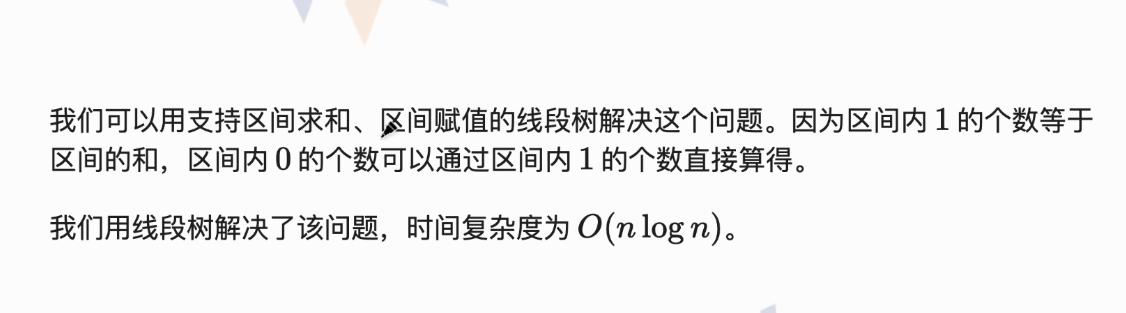 我们可以用支持区间求和、区间赋值的线段树解决这个问题。因为区间内 1 的个数等于
区间的和，区间内 0 的个数可以通过区间内 1 的个数直接算得。
我们用线段树解决了该问题，时间复杂度为 O(n log n)。